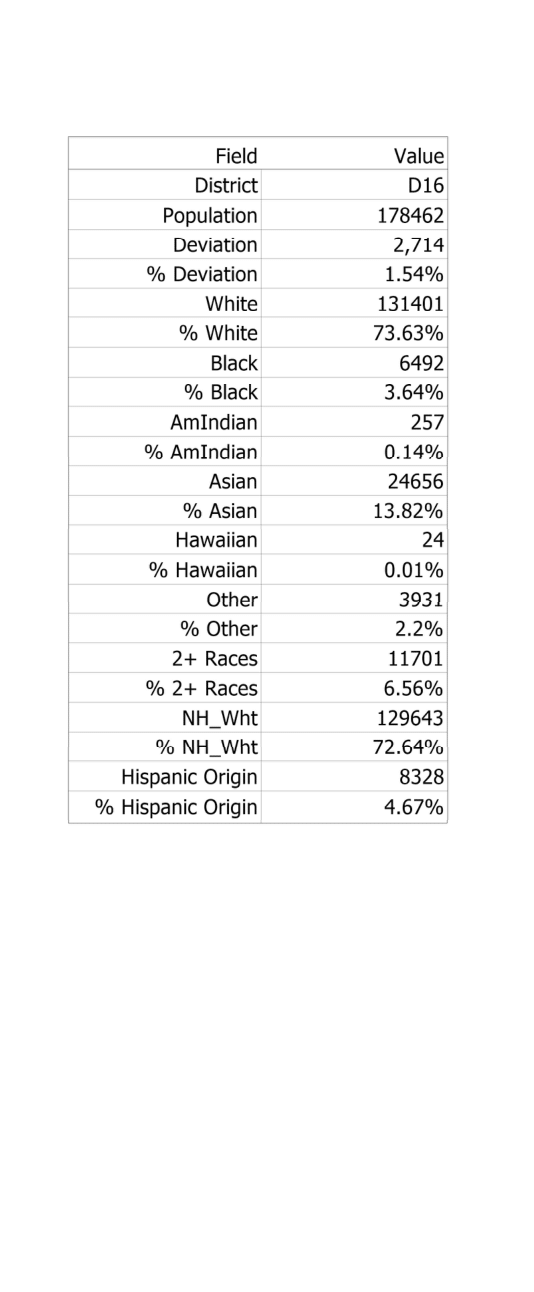 Field Value
District D16
Population 178462
Deviation 2,714
% Deviation 1.54%
White 131401
% White 73.63%
Black 6492
% Black 3.64%
AmIndian 257
% AmIndian 0.14%
Asian 24656
% Asian 13.82%
Hawaiian 24
% Hawaiian 0.01%
Other 3931
% Other 2.2%
2+ Races 11701
% 2+ Races 6.56%
NH_Wht 129643
% NH_Wht 72.64%
Hispanic Origin 8328
% Hispanic Origin 4.67%